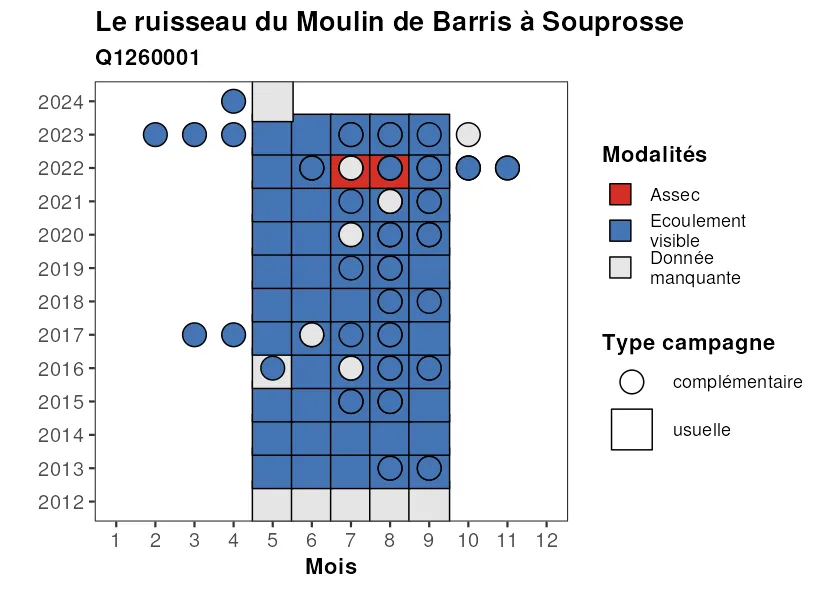 Le ruisseau du Moulin de Barris à Souprosse
Q1260001
2024
2023
2022
2021
2020
2019
2018
2017
2016
2015
2014
2013
2012
1 2 3 4 5 6 7 8 9 10 11 12
Mois
Modalités
Assec
Ecoulement
visible
Donnée
manquante
Type campagne
complémentaire
usuelle